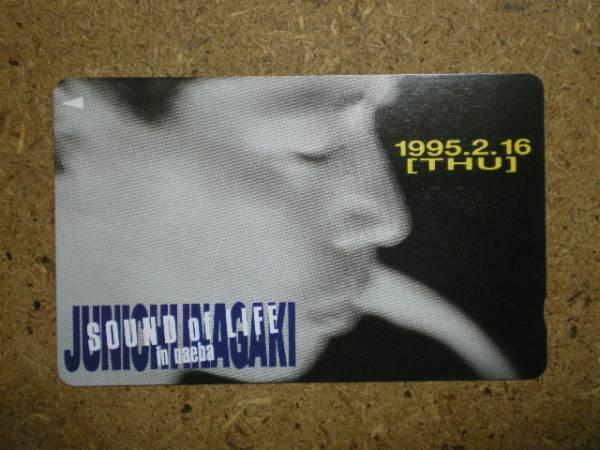 1995.2.16
[THU]
SOUND of LIFE
in naeba
JUNICHI INAGAKI